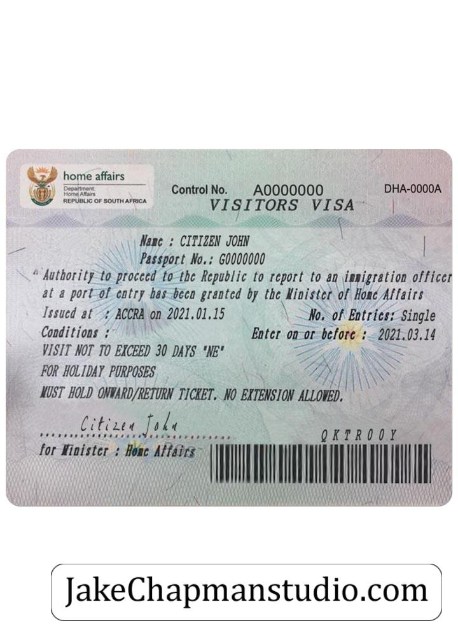 home affairs
Department:
Home Affairs
REPUBLIC OF SOUTH AFRICA
Control No. A0000000 DHA-0000A
VISITORS VISA
Name : CITIZEN JOHN
Passport No.: G0000000
Authority to proceed to the Republic to report to an immigration officer
at a port of entry has been granted by the Minister of Home Affairs
Issued at : ACCRA on 2021.01.15 No. of Entries: Single
Conditions : Enter on or before : 2021.03.14
VISIT NOT TO EXCEED 30 DAYS "NE"
FOR HOLIDAY PURPOSES
MUST HOLD ONWARD/RETURN TICKET. NO EXTENSION ALLOWED.
Citizen John
QKTR00Y
for Minister : Home Affairs
JakeChapmanstudio.com